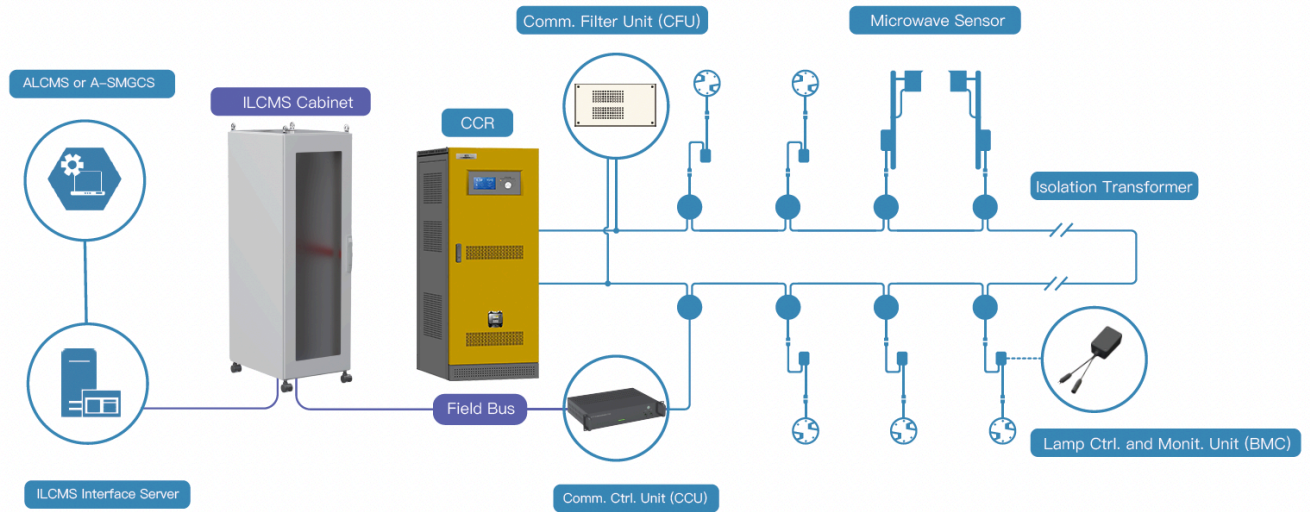 Comm. Filter Unit (CFU)
Microwave Sensor
ALCMS or A-SMGCS
ILCMS Cabinet
CCR
Isolation Transformer
Field Bus
Lamp Ctrl. and Monit. Unit (BMC)
ILCMS Interface Server
Comm. Ctrl. Unit (CCU)